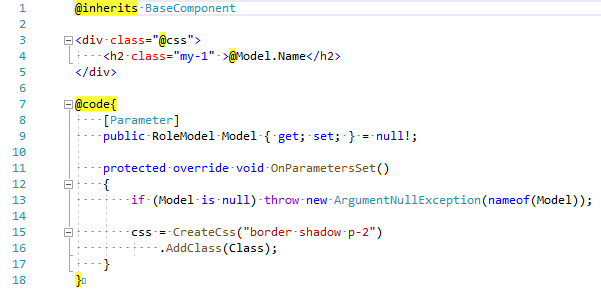 1 @inherits BaseComponent
2
3 <div class="@css">
4     <h2 class="my-1" >@Model.Name</h2>
5 </div>
6
7 @code{
8     [Parameter]
9     public RoleModel Model { get; set; } = null!;
10
11     protected override void OnParametersSet()
12     {
13         if (Model is null) throw new ArgumentNullException(nameof(Model));
14
15         css = CreateCss("border shadow p-2")
16             .AddClass(Class);
17     }
18 }